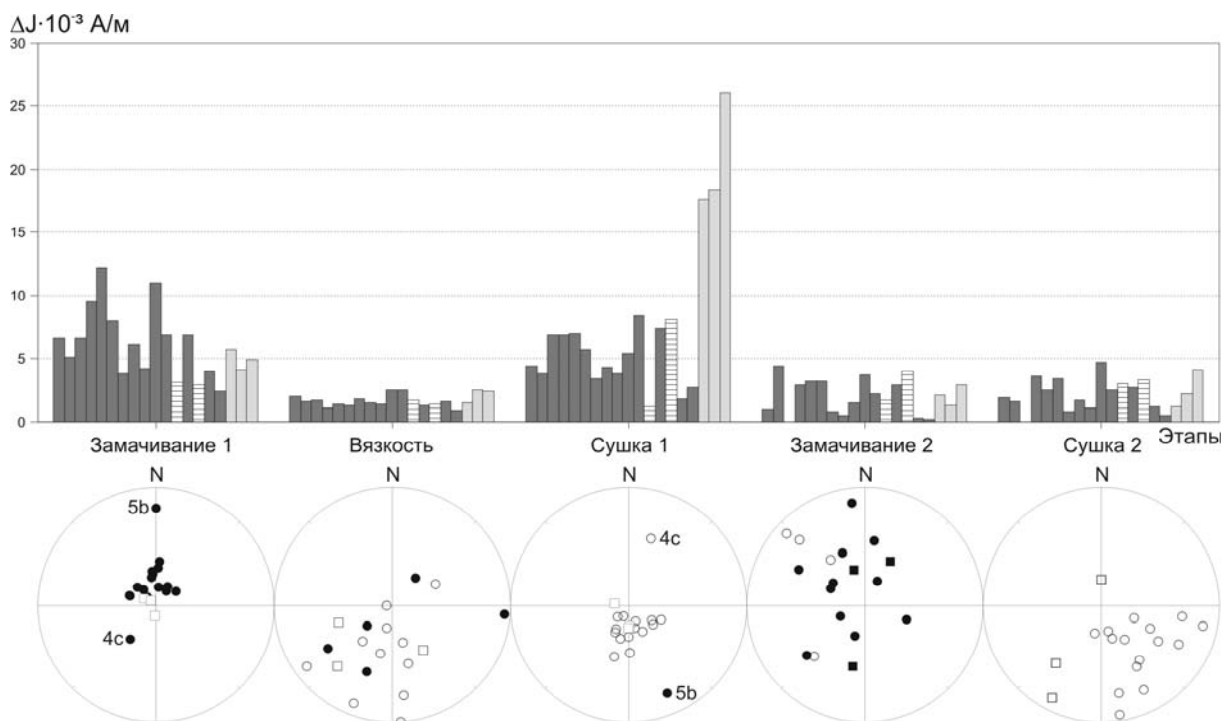 ΔJ·10⁻³ А/м
30
25
20
15
10
5
0
Замачивание 1
Вязкость
Сушка 1
Замачивание 2
Сушка 2
Этапы
N
N
N
N
N
5b
4c
4c
5b